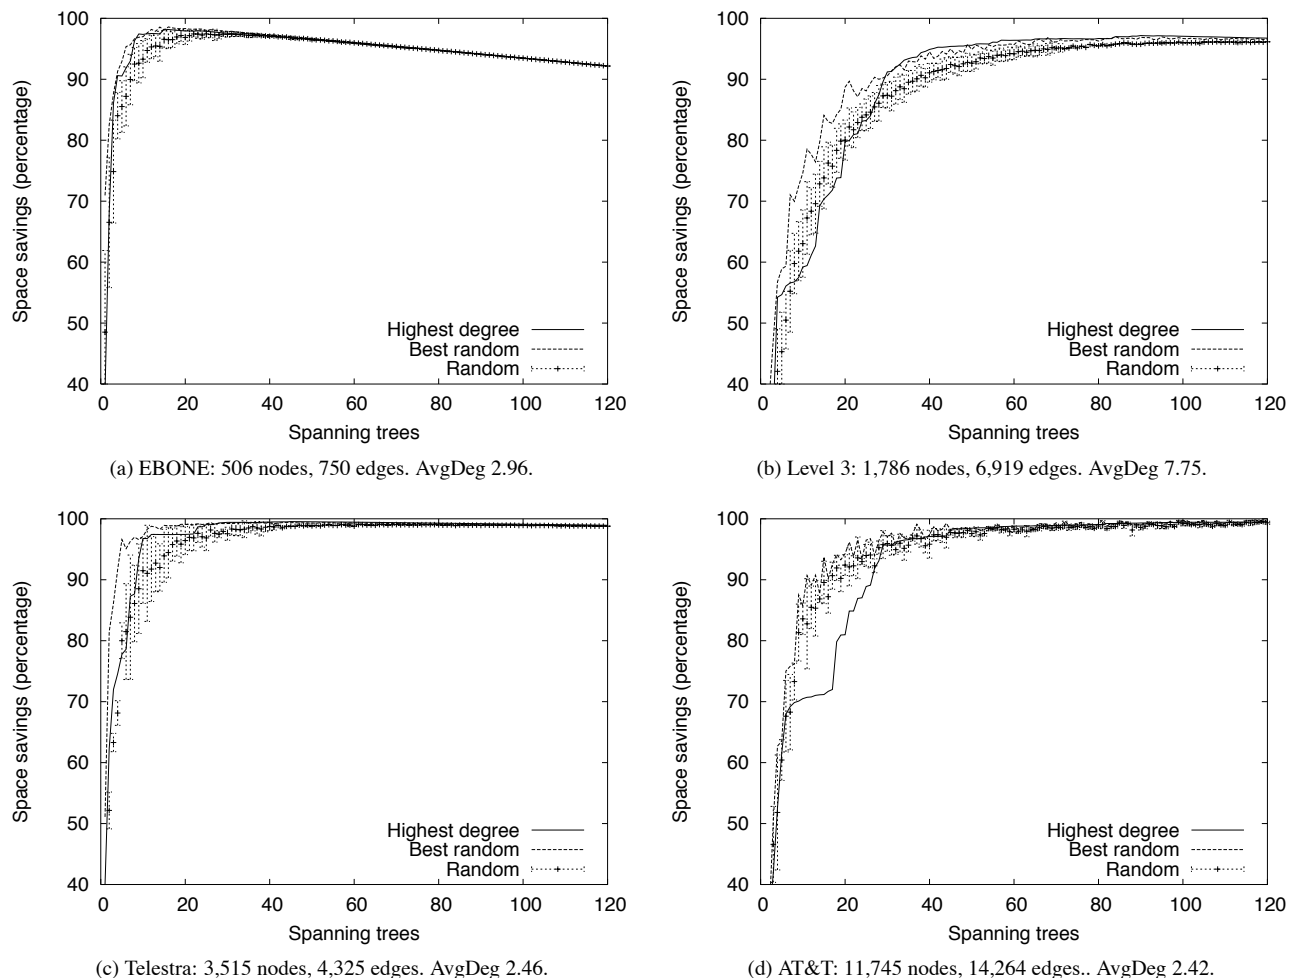 100
90
80
70
60
50
40
Space savings (percentage)
Highest degree
Best random
Random
0 20 40 60 80 100 120
Spanning trees
(a) EBONE: 506 nodes, 750 edges. AvgDeg 2.96.
100
90
80
70
60
50
40
Space savings (percentage)
Highest degree
Best random
Random
0 20 40 60 80 100 120
Spanning trees
(b) Level 3: 1,786 nodes, 6,919 edges. AvgDeg 7.75.
100
90
80
70
60
50
40
Space savings (percentage)
Highest degree
Best random
Random
0 20 40 60 80 100 120
Spanning trees
(c) Telestra: 3,515 nodes, 4,325 edges. AvgDeg 2.46.
100
90
80
70
60
50
40
Space savings (percentage)
Highest degree
Best random
Random
0 20 40 60 80 100 120
Spanning trees
(d) AT&T: 11,745 nodes, 14,264 edges.. AvgDeg 2.42.